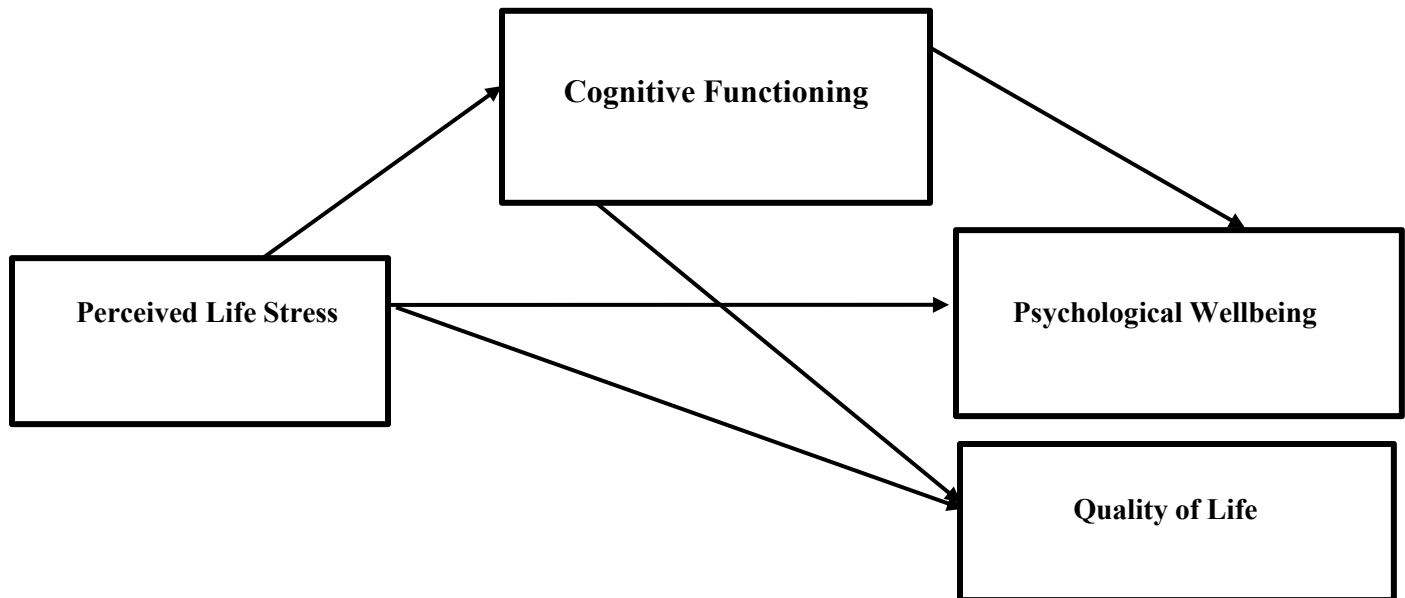 Cognitive Functioning
Perceived Life Stress
Psychological Wellbeing
Quality of Life